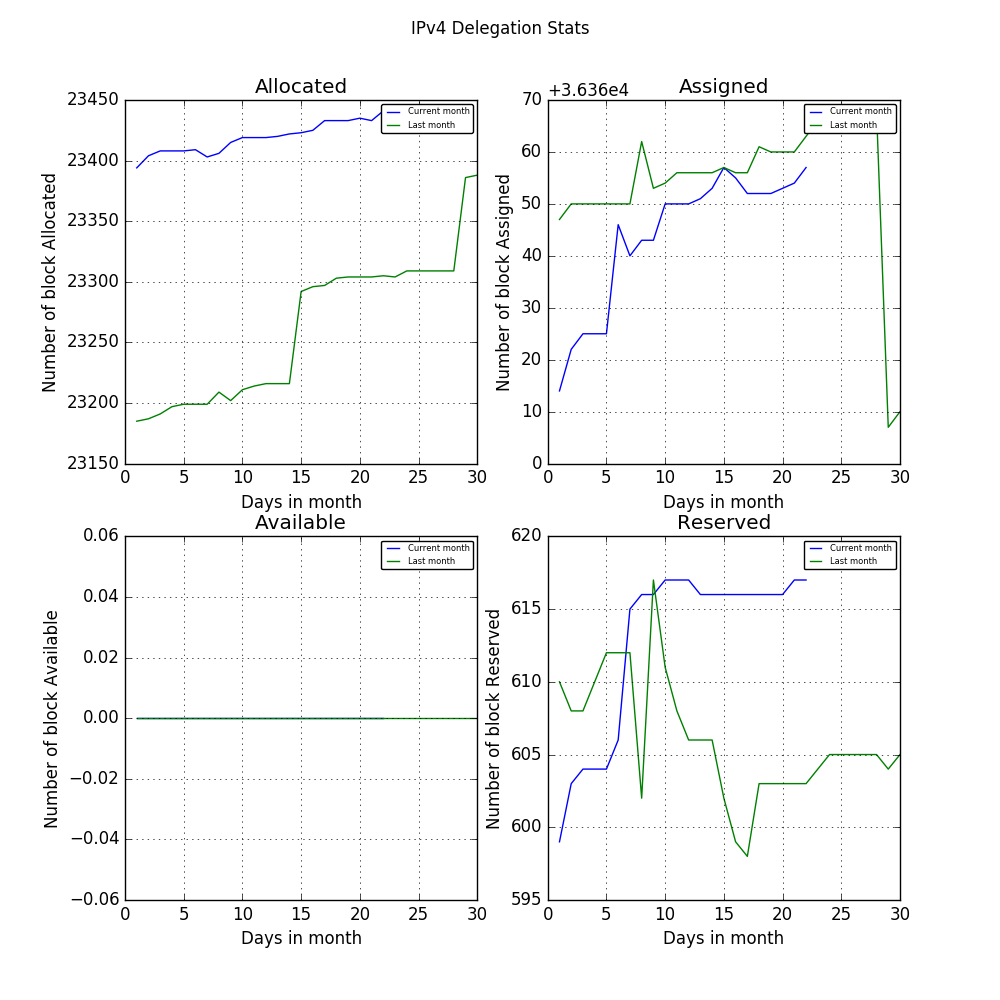 IPv4 Delegation Stats
Allocated
23450
23400
23350
23300
23250
23200
23150
0 5 10 15 20 25 30
Number of block Allocated
Days in month
Current month
Last month
Assigned
+3.636e4
70
60
50
40
30
20
10
0
0 5 10 15 20 25 30
Number of block Assigned
Days in month
Current month
Last month
Available
0.06
0.04
0.02
0.00
−0.02
−0.04
−0.06
0 5 10 15 20 25 30
Number of block Available
Days in month
Current month
Last month
Reserved
620
615
610
605
600
595
0 5 10 15 20 25 30
Number of block Reserved
Days in month
Current month
Last month